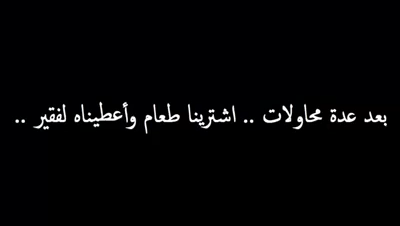 بعد عدة محاولات .. اشترينا طعام وأعطيناه لفقير ..